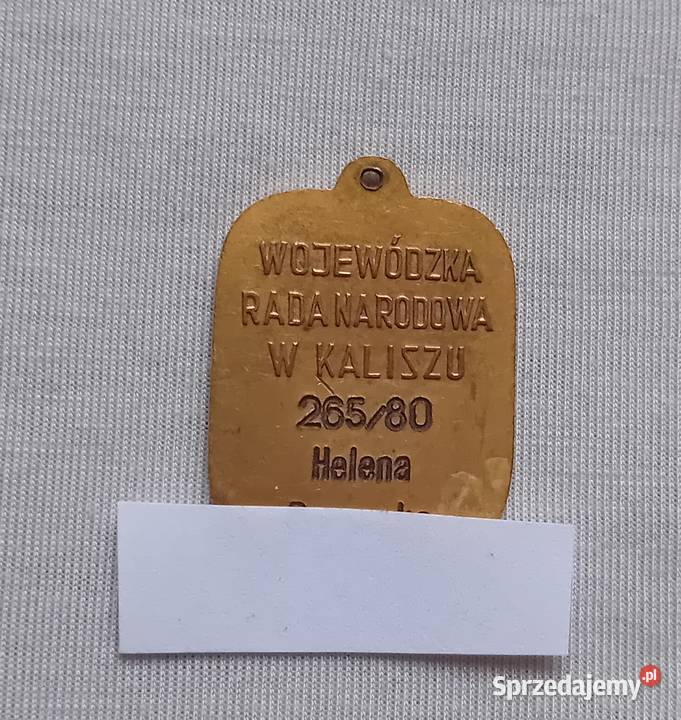 WOJEWÓDZKA
RADA NARODOWA
W KALISZU
265/80
Helena
Sprzedajemy.pl